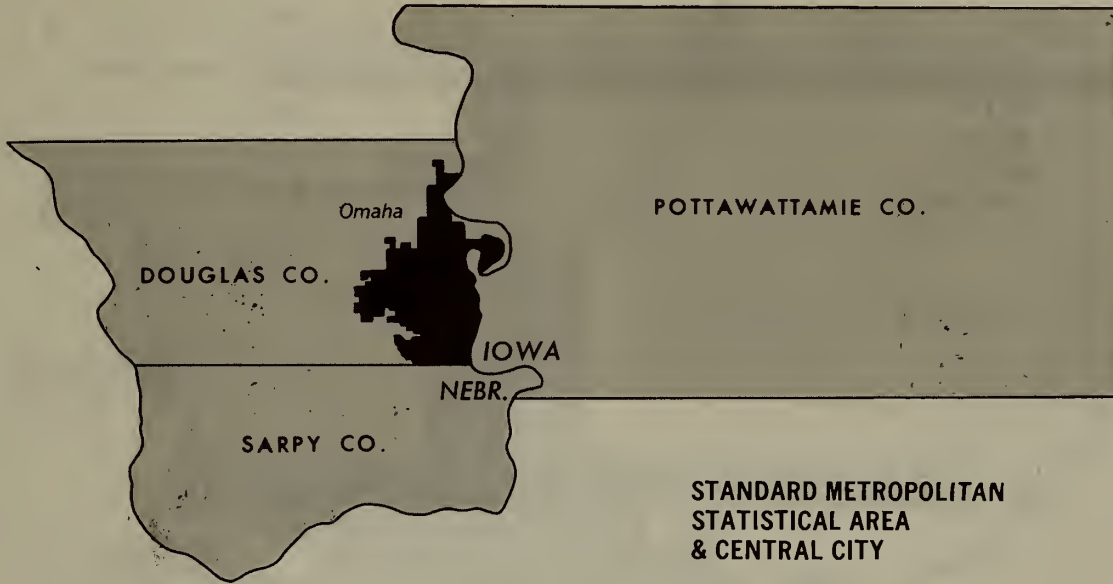 Omaha
POTTAWATTAMIE CO.
DOUGLAS CO.
IOWA
NEBR.
SARPY CO.
STANDARD METROPOLITAN
STATISTICAL AREA
& CENTRAL CITY